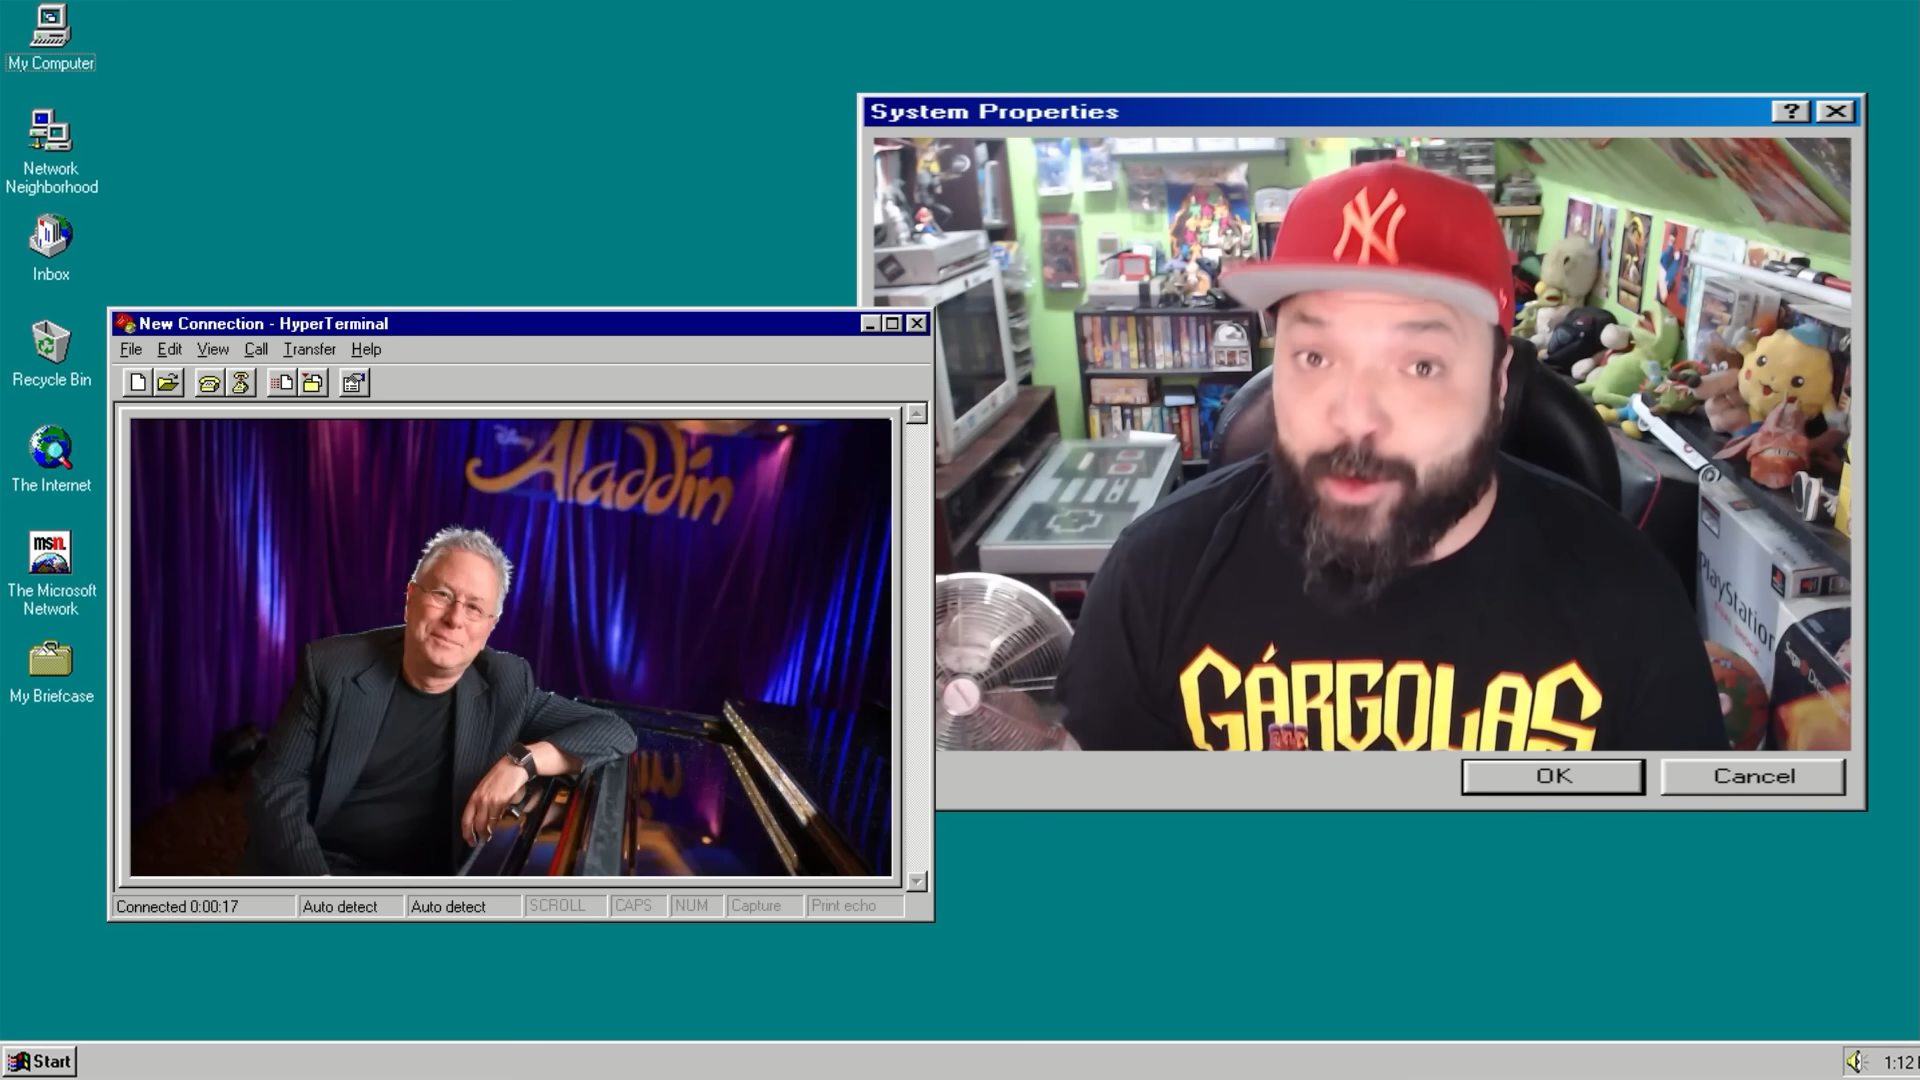 My Computer
Network
Neighborhood
Inbox
Recycle Bin
The Internet
msn.
The Microsoft
Network
My Briefcase
System Properties
NY
PlayStation
GÁRGOLAS
OK
Cancel
New Connection - HyperTerminal
File Edit View Call Transfer Help
Disney
Aladdin
Connected 0:00:17
Auto detect
Auto detect
SCROLL
CAPS
NUM
Capture
Print echo
Start
1:12